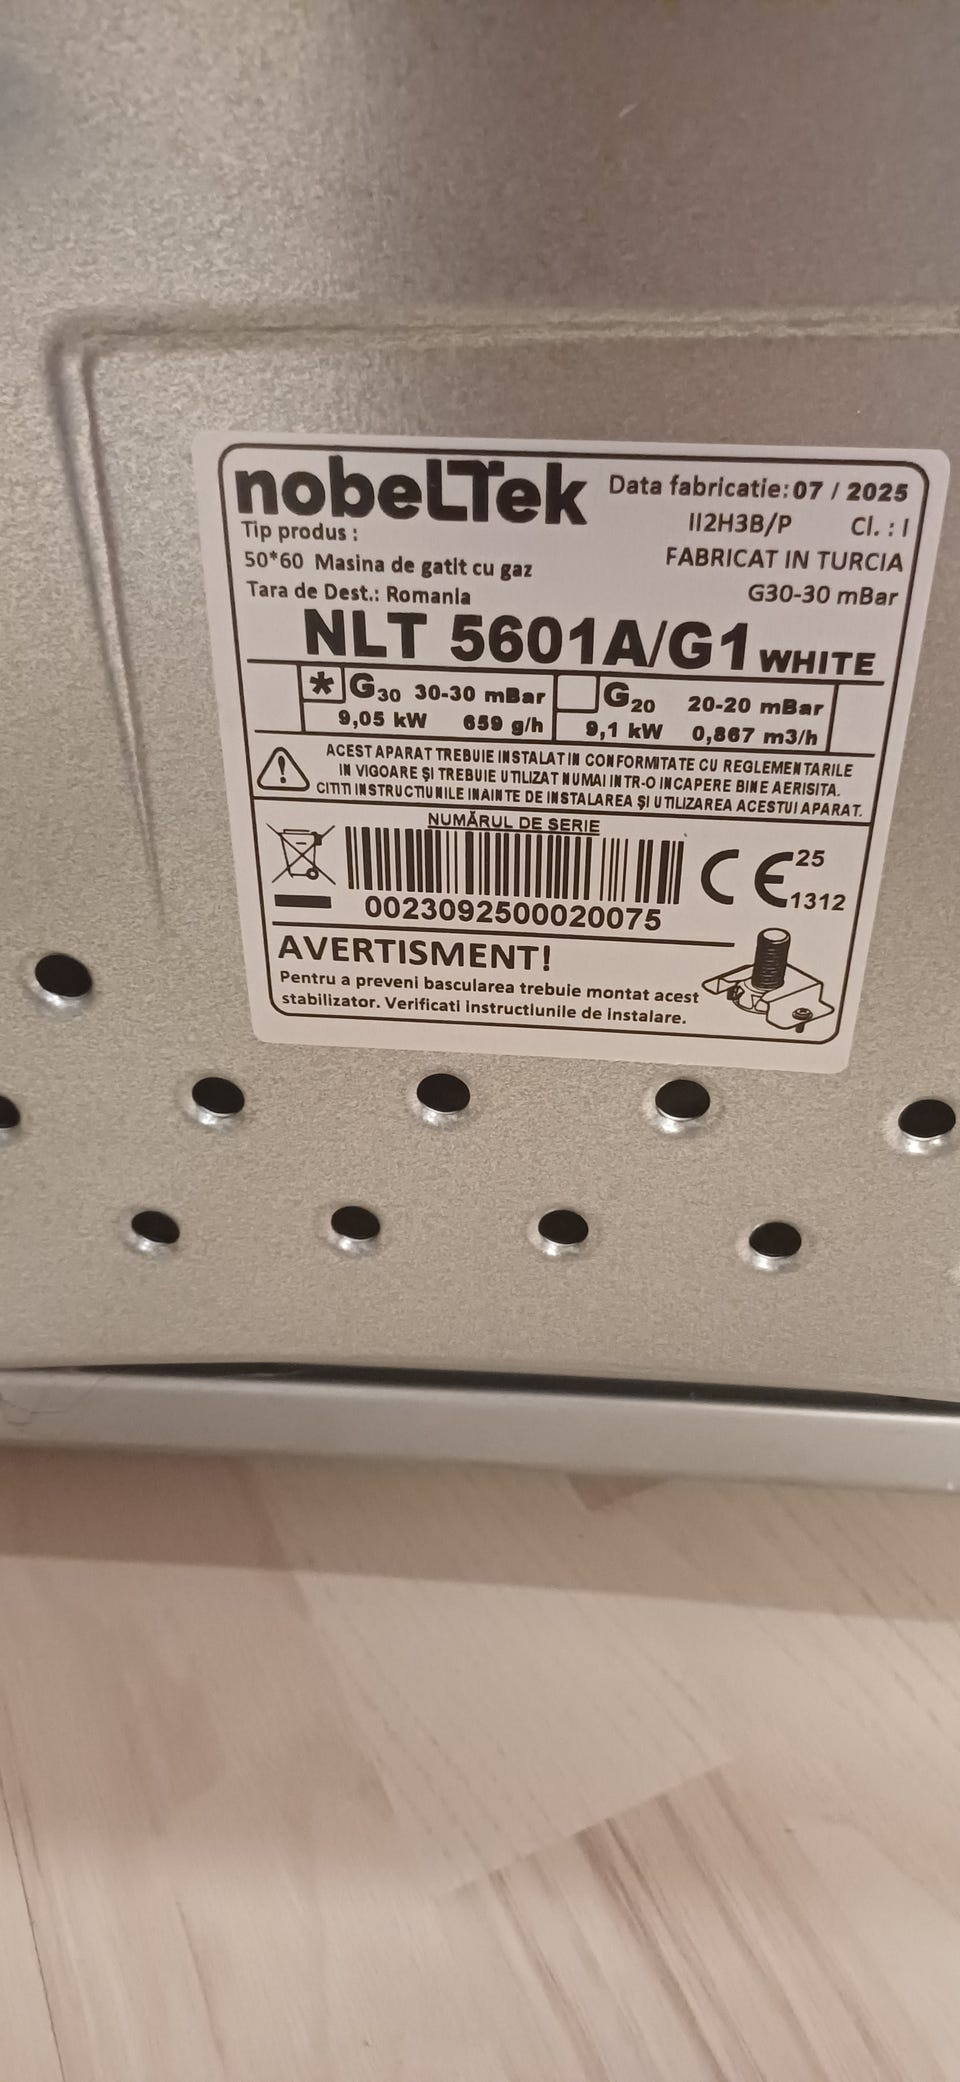 nobeLTek
Data fabricatie: 07 / 2025
Tip produs :
II2H3B/P Cl. : I
50*60 Masina de gatit cu gaz
FABRICAT IN TURCIA
Tara de Dest.: Romania
G30-30 mBar
NLT 5601A/G1 WHITE
* G30 30-30 mBar
9,05 kW 659 g/h
G20 20-20 mBar
9,1 kW 0,867 m3/h
ACEST APARAT TREBUIE INSTALAT IN CONFORMITATE CU REGLEMENTARILE
IN VIGOARE ȘI TREBUIE UTILIZAT NUMAI INTR-O INCAPERE BINE AERISITA.
CITITI INSTRUCTIUNILE INAINTE DE INSTALAREA ȘI UTILIZAREA ACESTUI APARAT.
NUMĂRUL DE SERIE
CE 25
1312
0023092500020075
AVERTISMENT!
Pentru a preveni bascularea trebuie montat acest
stabilizator. Verificati instructiunile de instalare.